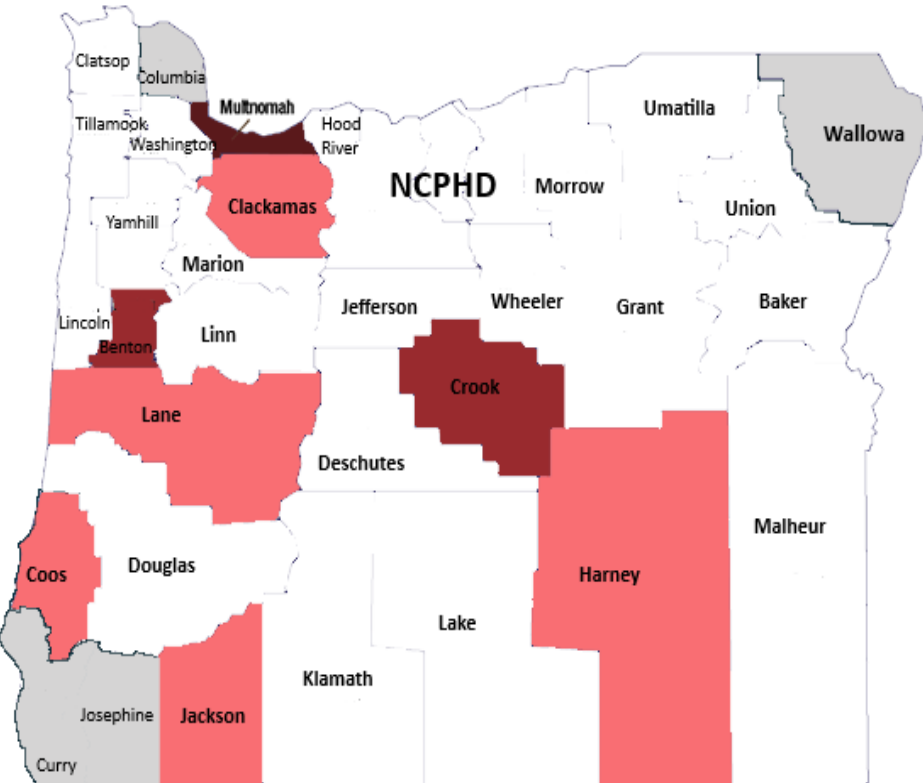 Clatsop
Columbia
Multnomah
Tillamook
Washington
Hood
River
Umatilla
Wallowa
NCPHD
Morrow
Clackamas
Union
Yamhill
Marion
Jefferson
Wheeler
Grant
Baker
Lincoln
Linn
Benton
Crook
Lane
Deschutes
Malheur
Douglas
Coos
Harney
Lake
Klamath
Josephine
Jackson
Curry